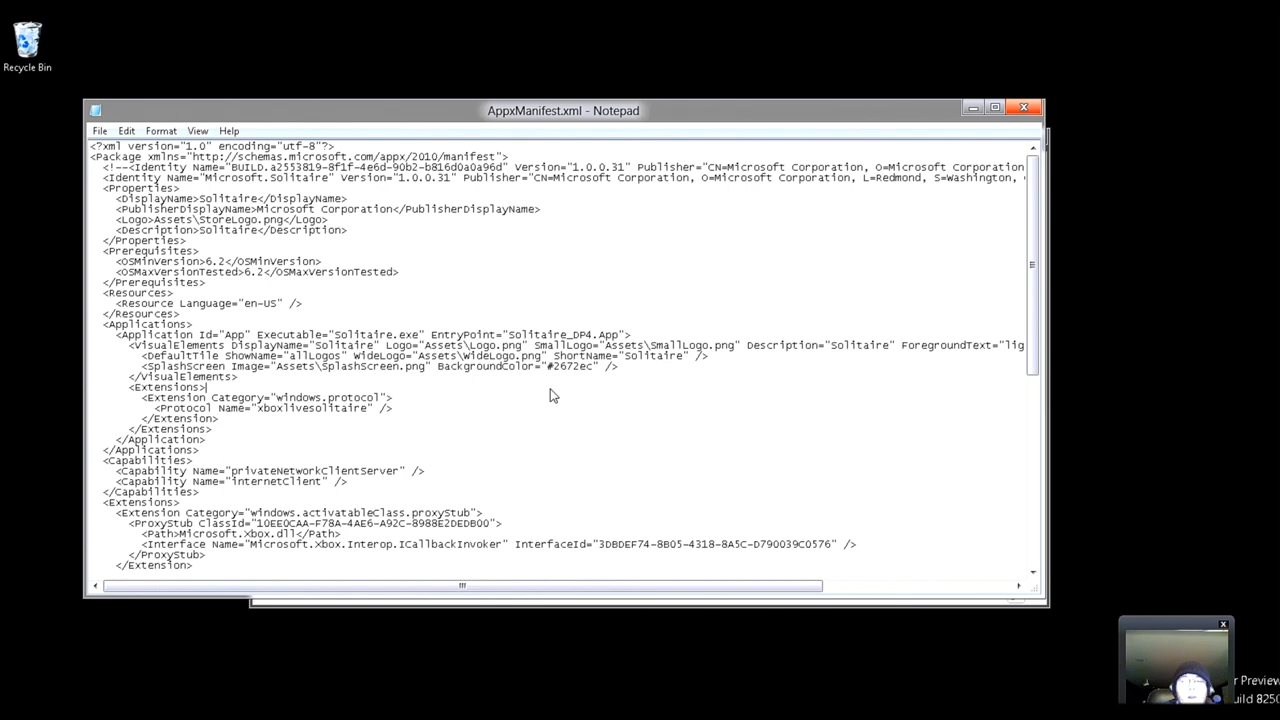 Recycle Bin
AppxManifest.xml - Notepad
File Edit Format View Help
<?xml version="1.0" encoding="utf-8"?>
<Package xmlns="http://schemas.microsoft.com/appx/2010/manifest">
<!--<Identity Name="BUILD.a2553819-8f1f-4e6d-90b2-b816d0a0a96d" Version="1.0.0.31" Publisher="CN=Microsoft Corporation, O=Microsoft Corporation
<Identity Name="Microsoft.Solitaire" Version="1.0.0.31" Publisher="CN=Microsoft Corporation, O=Microsoft Corporation, L=Redmond, S=Washington,
<Properties>
<DisplayName>Solitaire</DisplayName>
<PublisherDisplayName>Microsoft Corporation</PublisherDisplayName>
<Logo>Assets\StoreLogo.png</Logo>
<Description>Solitaire</Description>
</Properties>
<Prerequisites>
<OSMinVersion>6.2</OSMinVersion>
<OSMaxVersionTested>6.2</OSMaxVersionTested>
</Prerequisites>
<Resources>
<Resource Language="en-US" />
</Resources>
<Applications>
<Application Id="App" Executable="Solitaire.exe" EntryPoint="Solitaire_DP4.App">
<VisualElements DisplayName="Solitaire" Logo="Assets\Logo.png" SmallLogo="Assets\SmallLogo.png" Description="Solitaire" ForegroundText="lig
<DefaultTile ShowName="allLogos" WideLogo="Assets\WideLogo.png" ShortName="Solitaire" />
<SplashScreen Image="Assets\SplashScreen.png" BackgroundColor="#2672ec" />
</VisualElements>
<Extensions>
<Extension Category="windows.protocol">
<Protocol Name="xboxlivesolitaire" />
</Extension>
</Extensions>
</Application>
</Applications>
<Capabilities>
<Capability Name="privateNetworkClientServer" />
<Capability Name="internetClient" />
</Capabilities>
<Extensions>
<Extension Category="windows.activatableClass.proxyStub">
<ProxyStub ClassId="10EE0CAA-F78A-4AE6-A92C-8988E2DEDB00">
<Path>Microsoft.Xbox.dll</Path>
<Interface Name="Microsoft.Xbox.Interop.ICallbackInvoker" InterfaceId="3DBDEF74-8B05-4318-8A5C-D790039C0576" />
</ProxyStub>
</Extension>
r Preview
uild 8250